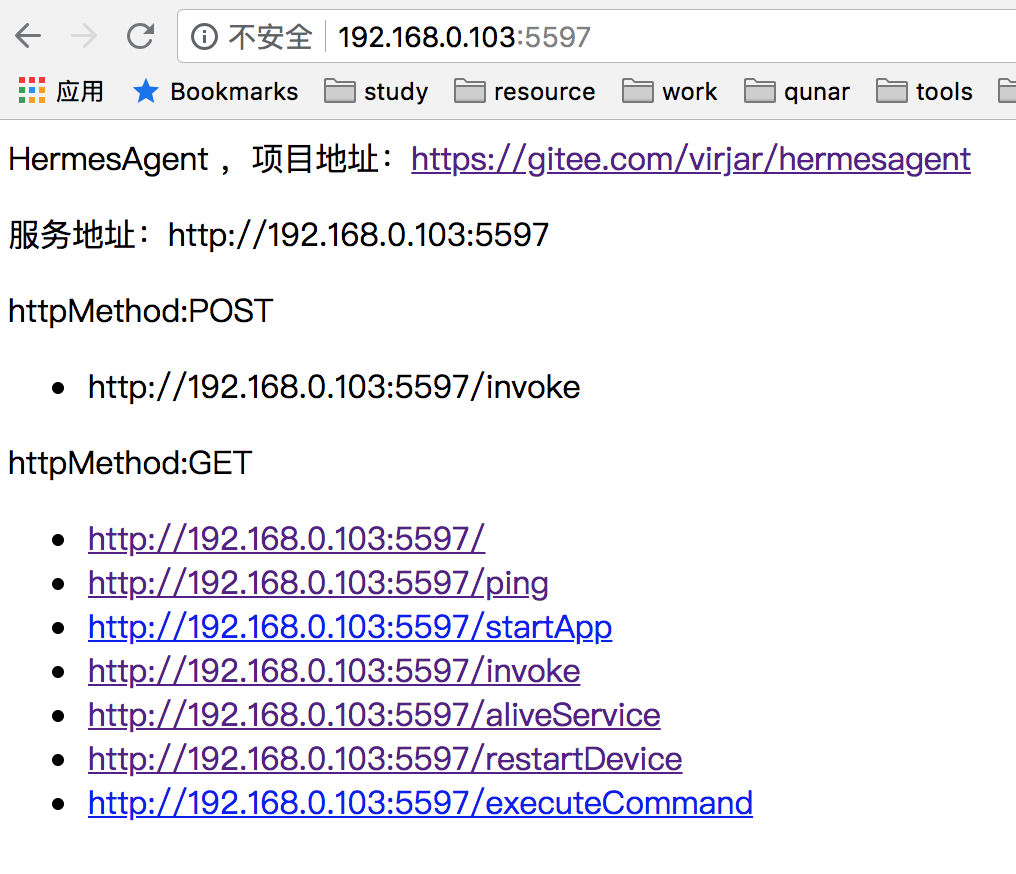 不安全 192.168.0.103:5597
应用 Bookmarks study resource work qunar tools
HermesAgent ，项目地址：https://gitee.com/virjar/hermesagent
服务地址：http://192.168.0.103:5597
httpMethod:POST
http://192.168.0.103:5597/invoke
httpMethod:GET
http://192.168.0.103:5597/
http://192.168.0.103:5597/ping
http://192.168.0.103:5597/startApp
http://192.168.0.103:5597/invoke
http://192.168.0.103:5597/aliveService
http://192.168.0.103:5597/restartDevice
http://192.168.0.103:5597/executeCommand